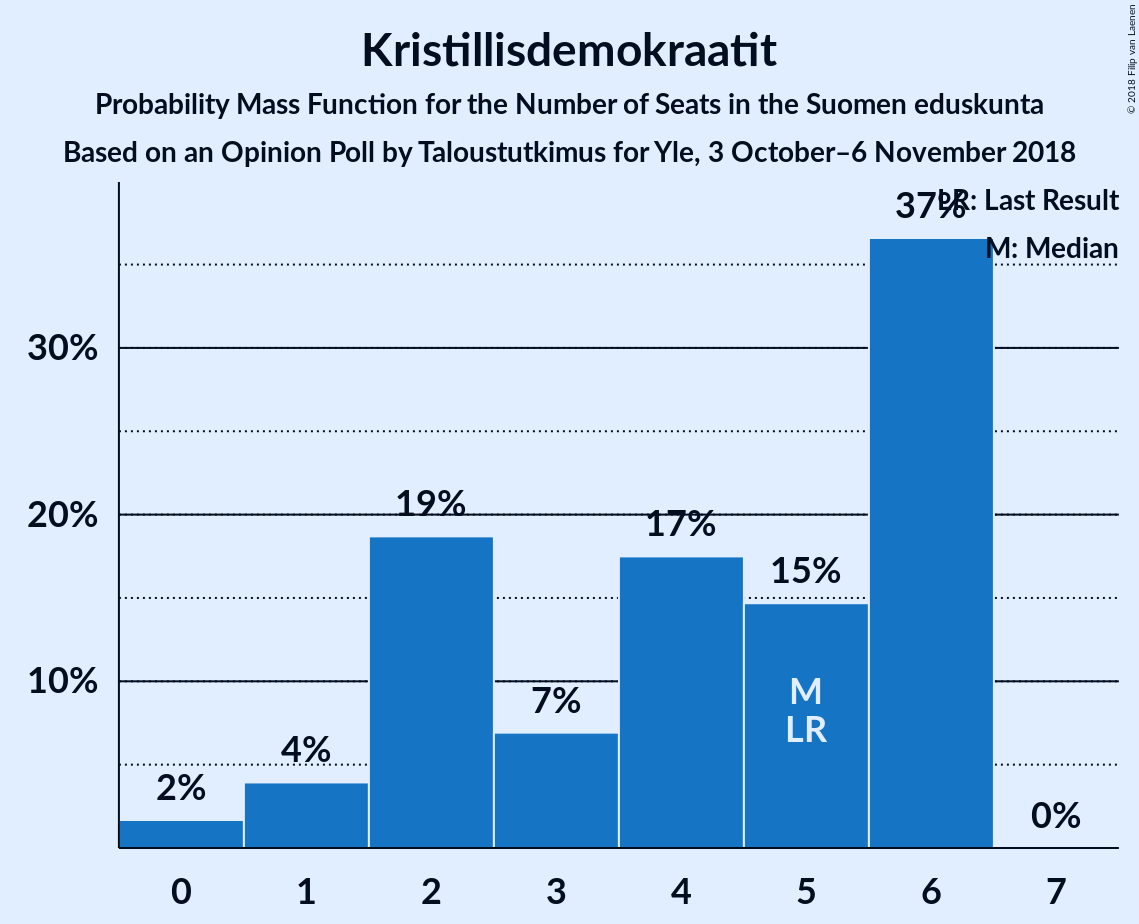 Kristillisdemokraatit
Probability Mass Function for the Number of Seats in the Suomen eduskunta
Based on an Opinion Poll by Taloustutkimus for Yle, 3 October–6 November 2018
© 2018 Filip van Laenen
LR: Last Result
M: Median
37%
30%
20%
10%
19%
17%
15%
7%
4%
2%
0%
M
LR
0 1 2 3 4 5 6 7